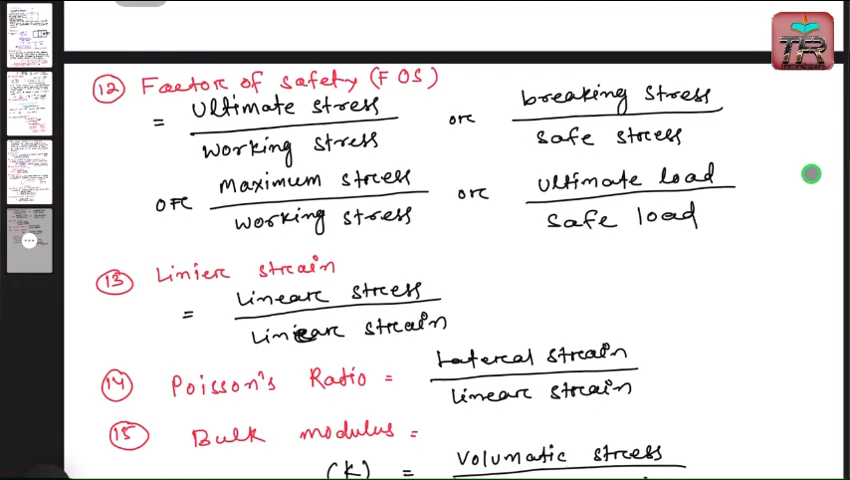 TR
12 Factor of safety (FOS)
= Ultimate stress / working stress or breaking stress / safe stress
or maximum stress / working stress or ultimate load / safe load
13 Linier strain
= Linear stress / Linear strain
14 Poisson's Ratio = Lateral strain / linear strain
15 Bulk modulus =
(K) = Volumatic stress